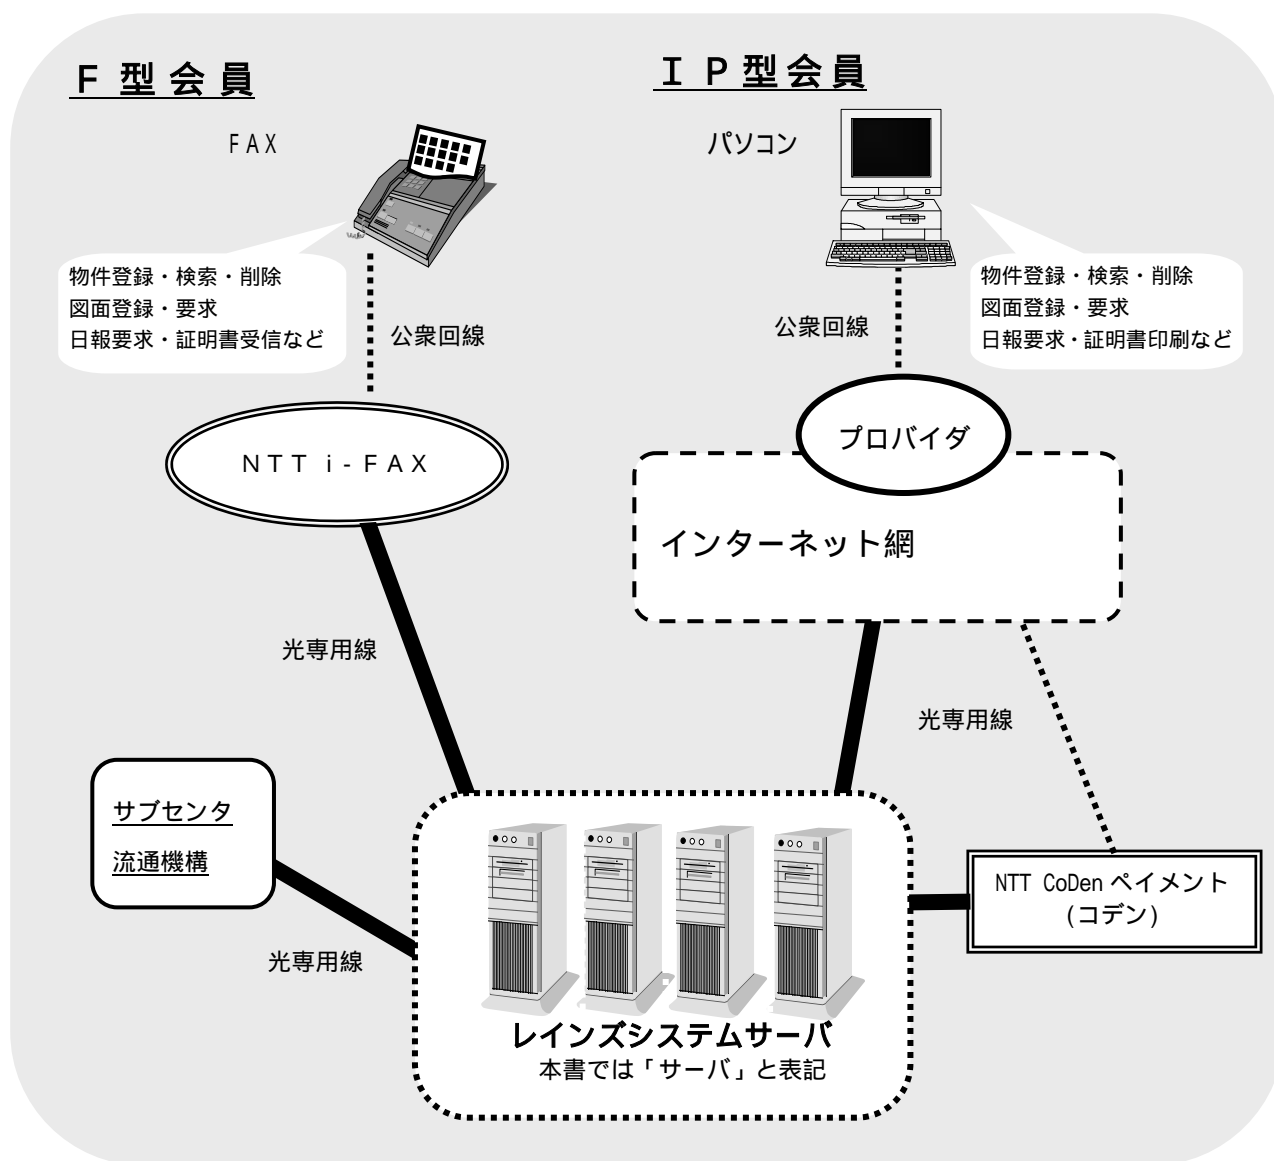 Ｆ型会員
ＩＰ型会員
ＦＡＸ
パソコン
物件登録・検索・削除
図面登録・要求
日報要求・証明書受信など
公衆回線
物件登録・検索・削除
図面登録・要求
日報要求・証明書印刷など
公衆回線
プロバイダ
ＮＴＴ ｉ-ＦＡＸ
インターネット網
光専用線
光専用線
サブセンタ
流通機構
光専用線
NTT CoDen ペイメント
(コデン)
レインズシステムサーバ
本書では「サーバ」と表記